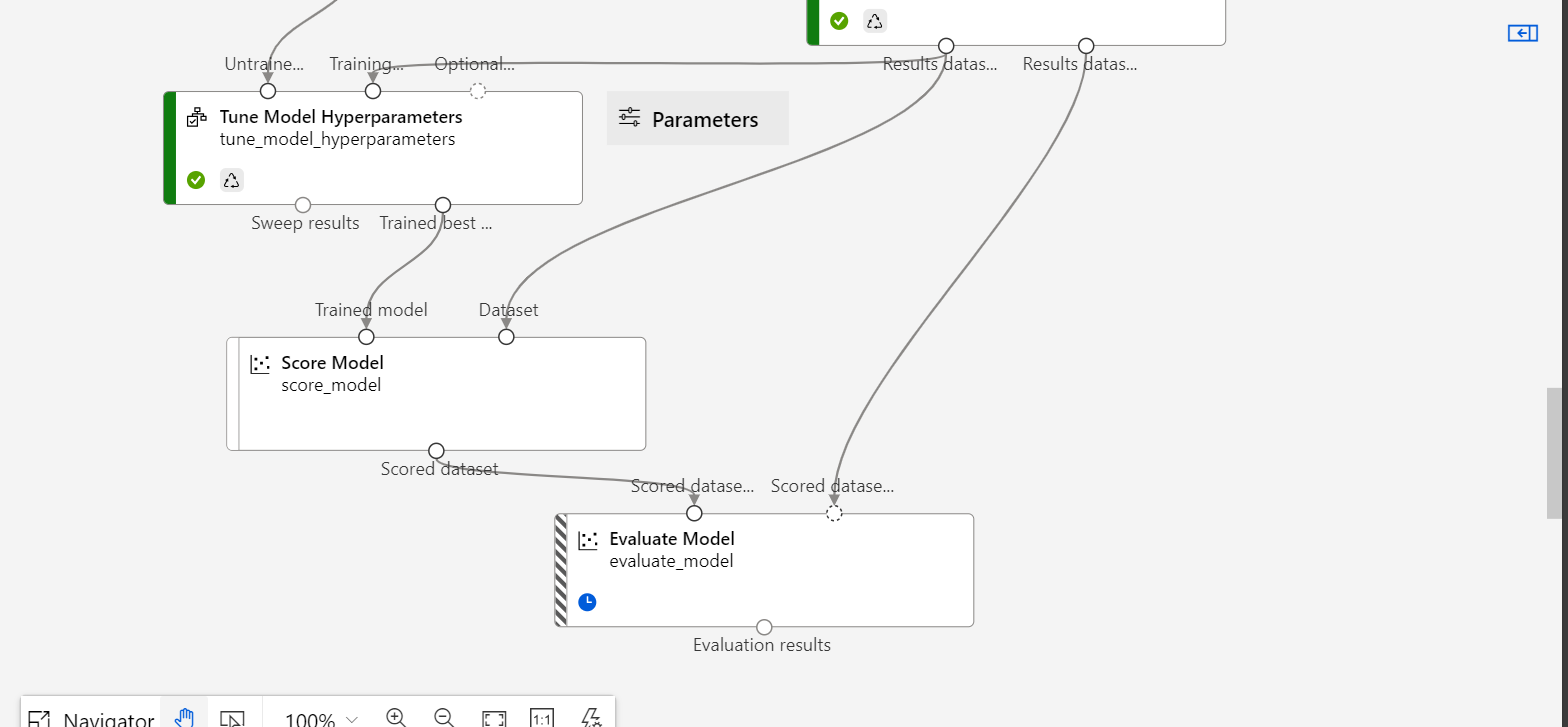 Untraine... Training... Optional... Results datas... Results datas...
Tune Model Hyperparameters
tune_model_hyperparameters
Parameters
Sweep results Trained best ...
Trained model Dataset
Score Model
score_model
Scored dataset
Scored datase... Scored datase...
Evaluate Model
evaluate_model
Evaluation results
Navigator 100% 1:1